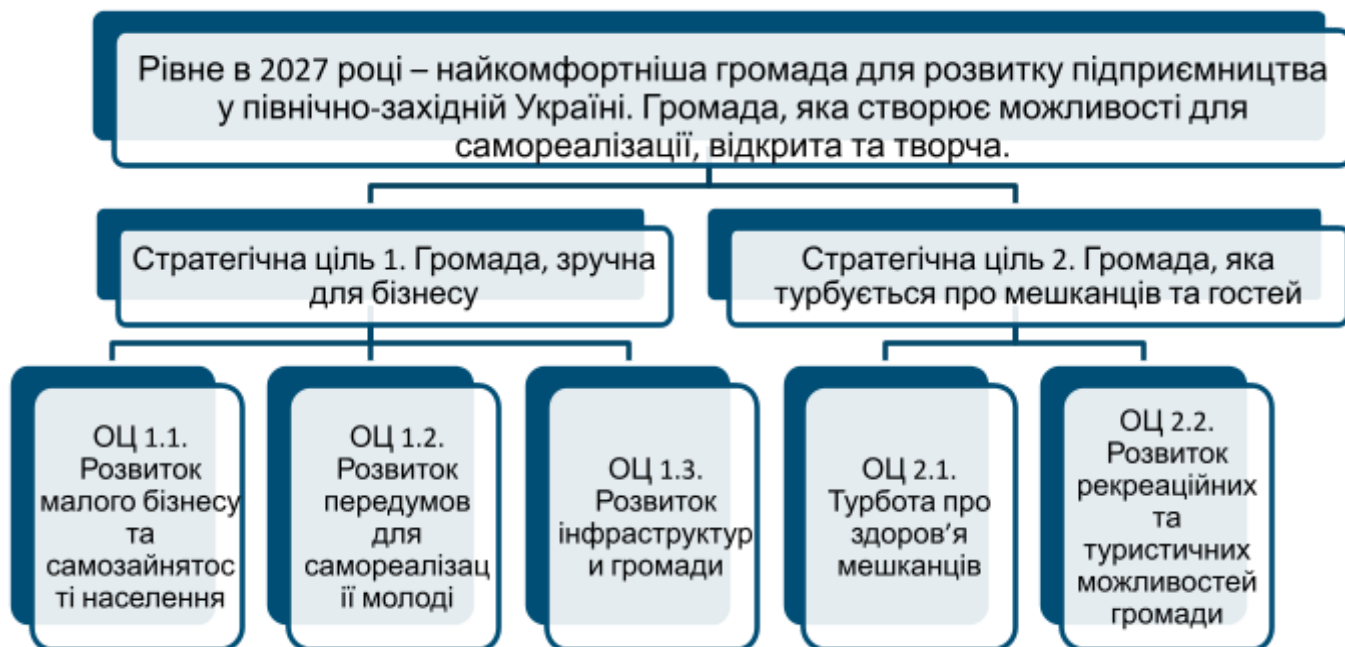 Рівне в 2027 році – найкомфортніша громада для розвитку підприємництва
у північно-західній Україні. Громада, яка створює можливості для
самореалізації, відкрита та творча.
Стратегічна ціль 1. Громада, зручна
для бізнесу
Стратегічна ціль 2. Громада, яка
турбується про мешканців та гостей
ОЦ 1.1.
Розвиток
малого бізнесу
та
самозайнятос
ті населення
ОЦ 1.2.
Розвиток
передумов
для
самореалізац
ії молоді
ОЦ 1.3.
Розвиток
інфраструктур
и громади
ОЦ 2.1.
Турбота про
здоров’я
мешканців
ОЦ 2.2.
Розвиток
рекреаційних
та
туристичних
можливостей
громади